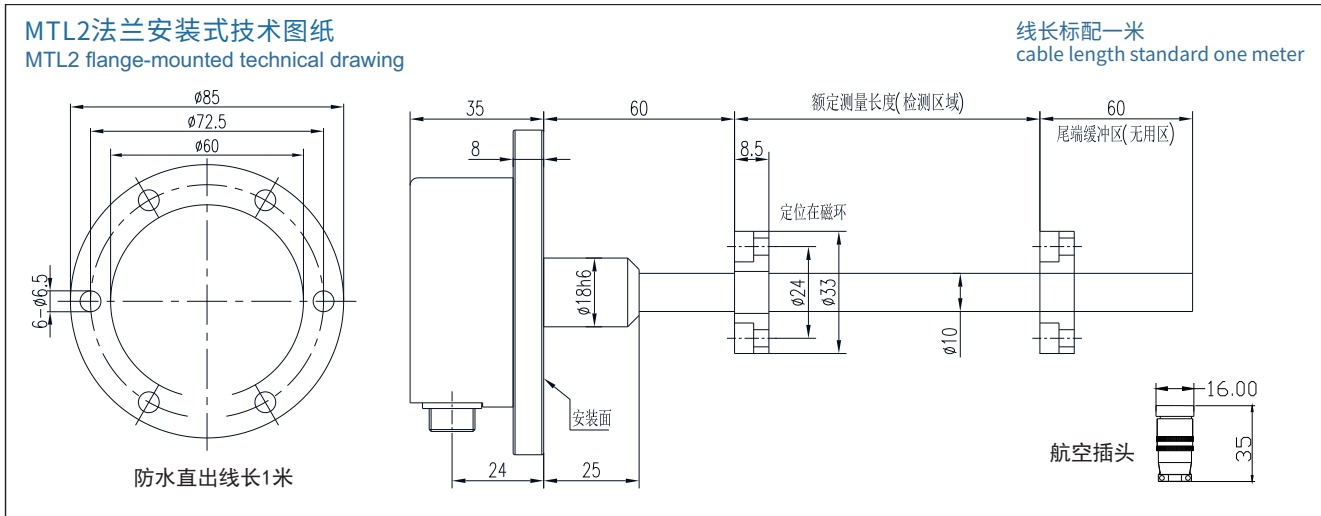 MTL2法兰安装式技术图纸
MTL2 flange-mounted technical drawing
线长标配一米
cable length standard one meter
ø85
ø72.5
ø60
6-ø6.5
防水直出线长1米
35
60
额定测量长度(检测区域)
60
尾端缓冲区(无用区)
8
8.5
定位在磁环
ø18h6
ø24
ø33
ø10
安装面
24
25
16.00
航空插头
35